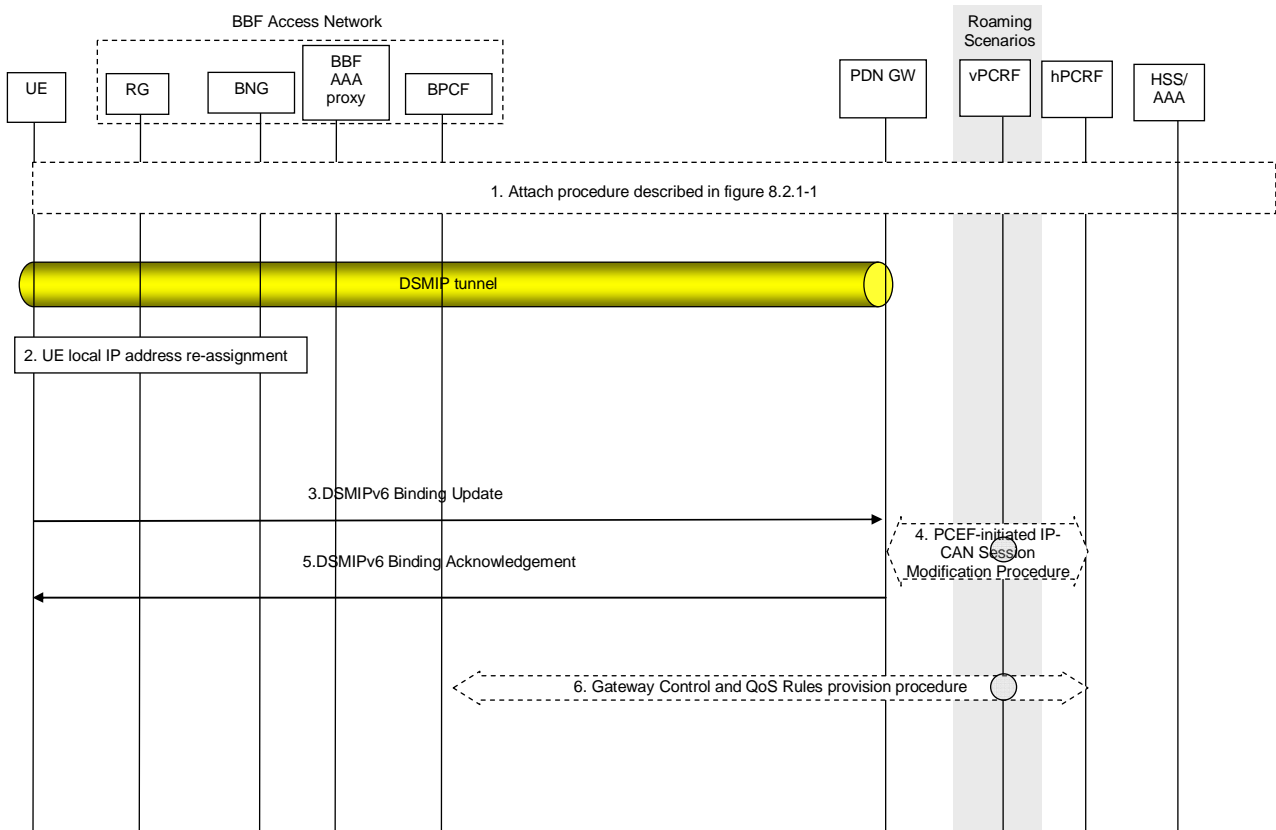 BBF Access Network
Roaming
Scenarios
UE
RG
BNG
BBF
AAA
proxy
BPCF
PDN GW
vPCRF
hPCRF
HSS/
AAA
1. Attach procedure described in figure 8.2.1-1
DSMIP tunnel
2. UE local IP address re-assignment
3.DSMIPv6 Binding Update
4. PCEF-initiated IP-
CAN Session
Modification Procedure
5.DSMIPv6 Binding Acknowledgement
6. Gateway Control and QoS Rules provision procedure